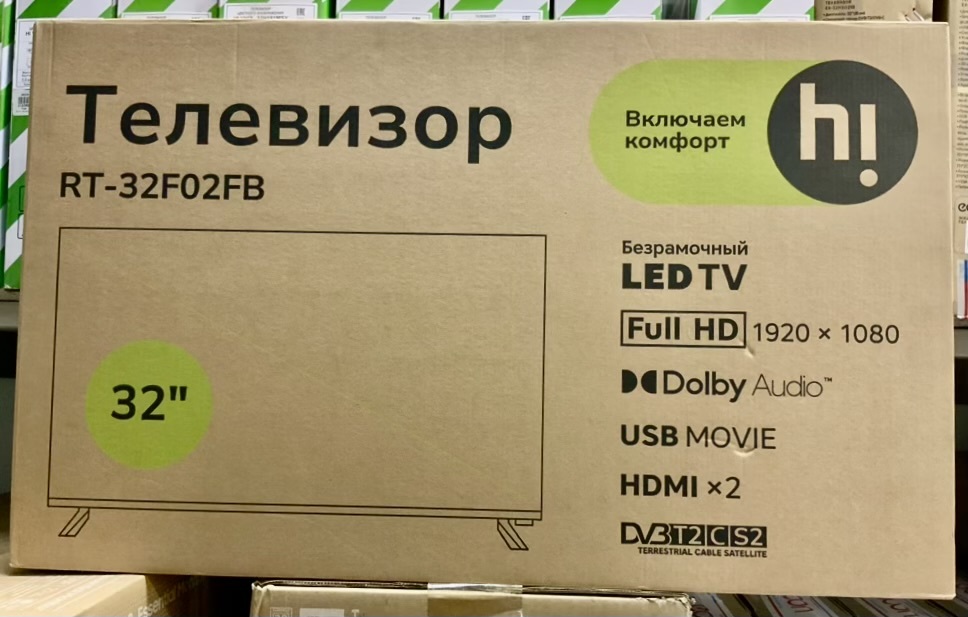 Телевизор
RT-32F02FB
Включаем
комфорт
hi
Безрамочный
LED TV
Full HD 1920 × 1080
Dolby Audio™
USB MOVIE
HDMI ×2
DVB T2 C S2
TERRESTRIAL CABLE SATELLITE
32"